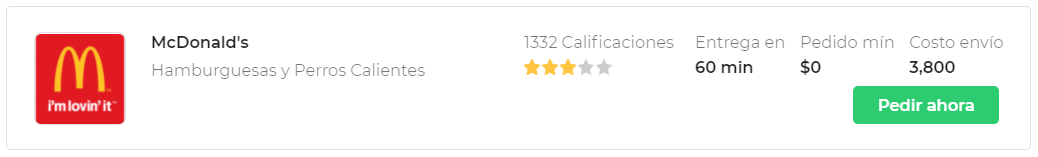 McDonald's
Hamburguesas y Perros Calientes
i'm lovin' it™
1332 Calificaciones
Entrega en
60 min
Pedido mín
$0
Costo envío
3,800
Pedir ahora